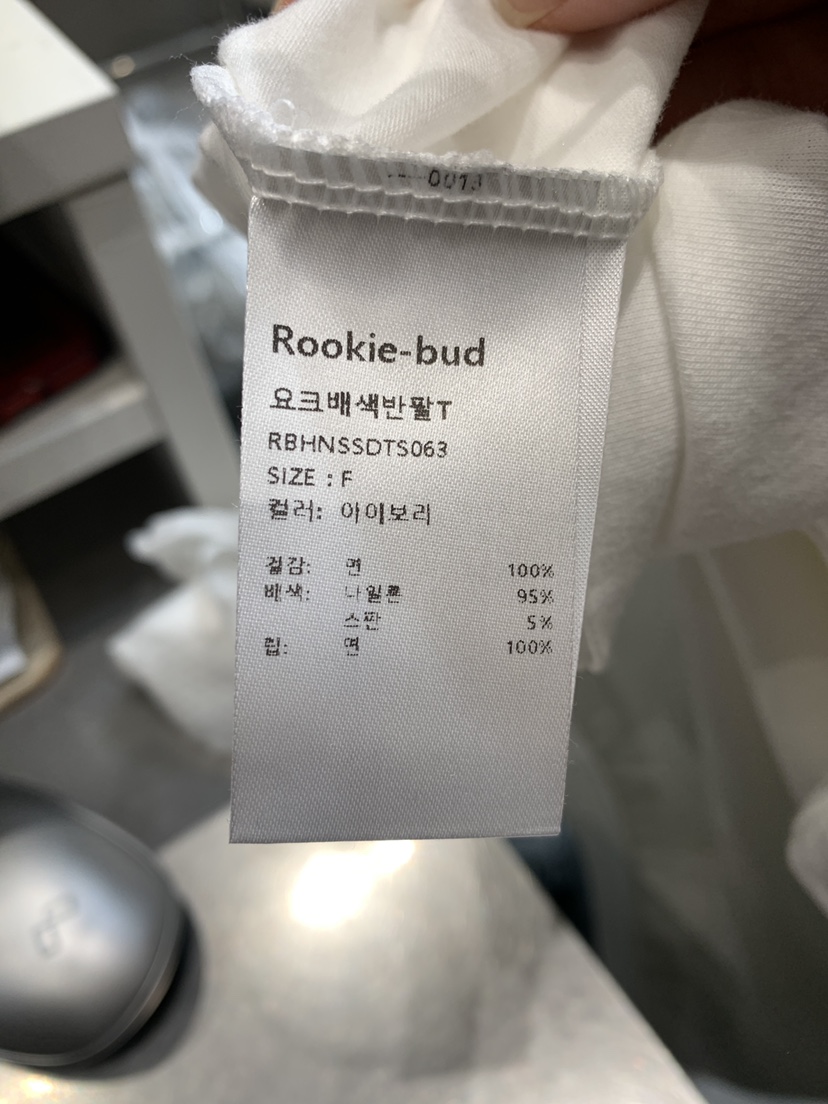 0013
Rookie-bud
요크배색반팔T
RBHNSSDTS063
SIZE : F
컬러: 아이보리
겉감: 면 100%
배색: 나일론 95%
스판 5%
립: 면 100%